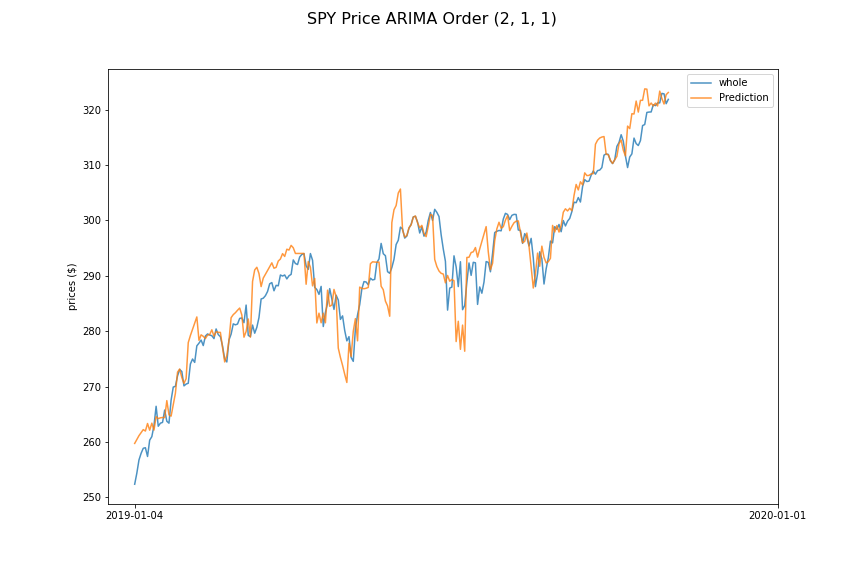 SPY Price ARIMA Order (2, 1, 1)
whole
Prediction
prices ($)
320
310
300
290
280
270
260
250
2019-01-04
2020-01-01